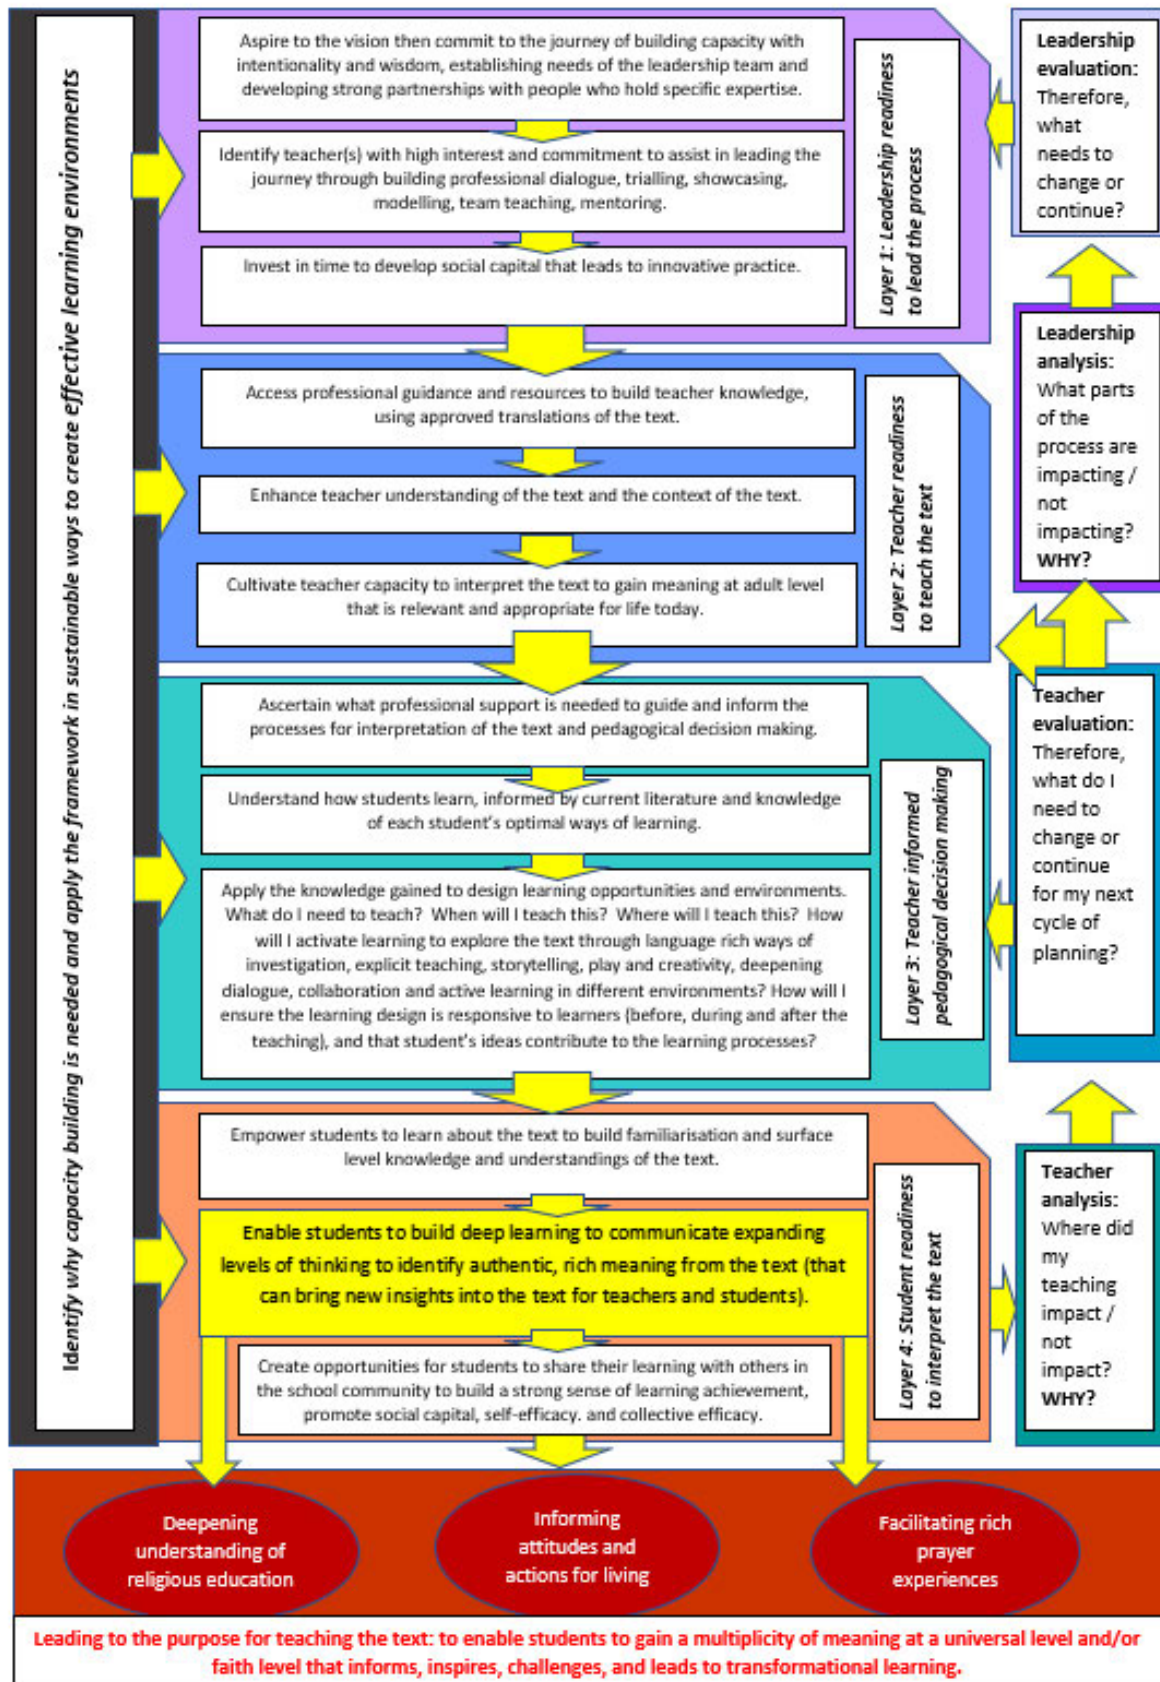 Identify why capacity building is needed and apply the framework in sustainable ways to create effective learning environments
Aspire to the vision then commit to the journey of building capacity with
intentionality and wisdom, establishing needs of the leadership team and
developing strong partnerships with people who hold specific expertise.
Identify teacher(s) with high interest and commitment to assist in leading the
journey through building professional dialogue, trialling, showcasing,
modelling, team teaching, mentoring.
Invest in time to develop social capital that leads to innovative practice.
Layer 1: Leadership readiness
to lead the process
Access professional guidance and resources to build teacher knowledge,
using approved translations of the text.
Enhance teacher understanding of the text and the context of the text.
Cultivate teacher capacity to interpret the text to gain meaning at adult level
that is relevant and appropriate for life today.
Layer 2: Teacher readiness
to teach the text
Ascertain what professional support is needed to guide and inform the
processes for interpretation of the text and pedagogical decision making.
Understand how students learn, informed by current literature and knowledge
of each student's optimal ways of learning.
Apply the knowledge gained to design learning opportunities and environments.
What do I need to teach? When will I teach this? Where will I teach this? How
will I activate learning to explore the text through language rich ways of
investigation, explicit teaching, storytelling, play and creativity, deepening
dialogue, collaboration and active learning in different environments? How will I
ensure the learning design is responsive to learners (before, during and after the
teaching), and that student's ideas contribute to the learning processes?
Layer 3: Teacher informed
pedagogical decision making
Empower students to learn about the text to build familiarisation and surface
level knowledge and understandings of the text.
Enable students to build deep learning to communicate expanding
levels of thinking to identify authentic, rich meaning from the text (that
can bring new insights into the text for teachers and students).
Create opportunities for students to share their learning with others in
the school community to build a strong sense of learning achievement,
promote social capital, self-efficacy. and collective efficacy.
Layer 4: Student readiness
to interpret the text
Leadership
evaluation:
Therefore,
what
needs to
change or
continue?
Leadership
analysis:
What parts
of the
process are
impacting /
not
impacting?
WHY?
Teacher
evaluation:
Therefore,
what do I
need to
change or
continue
for my next
cycle of
planning?
Teacher
analysis:
Where did
my
teaching
impact /
not
impact?
WHY?
Deepening
understanding of
religious education
Informing
attitudes and
actions for living
Facilitating rich
prayer
experiences
Leading to the purpose for teaching the text: to enable students to gain a multiplicity of meaning at a universal level and/or
faith level that informs, inspires, challenges, and leads to transformational learning.